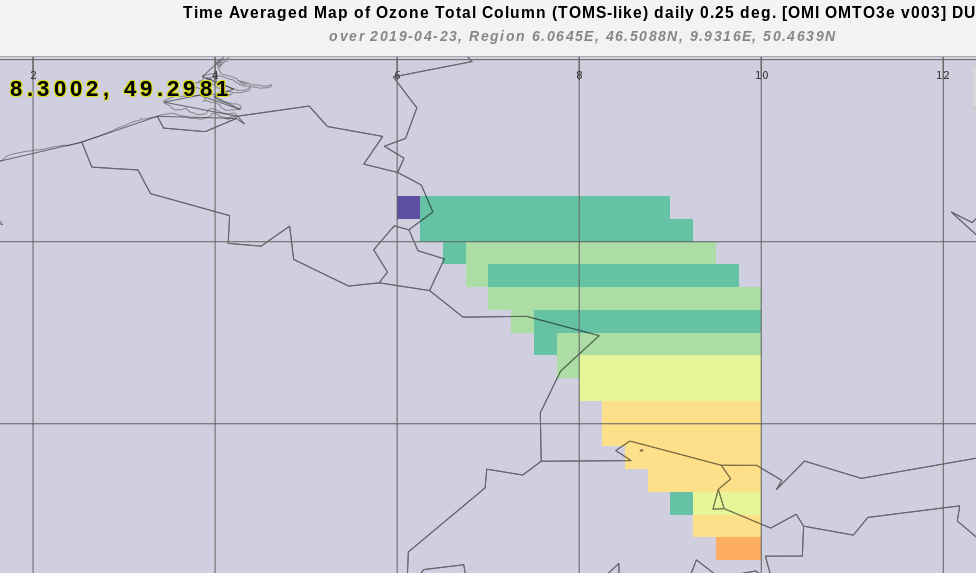 Time Averaged Map of Ozone Total Column (TOMS-like) daily 0.25 deg. [OMI OMTO3e v003] DU
over 2019-04-23, Region 6.0645E, 46.5088N, 9.9316E, 50.4639N
2 4 6 8 10 12
8.3002, 49.2981